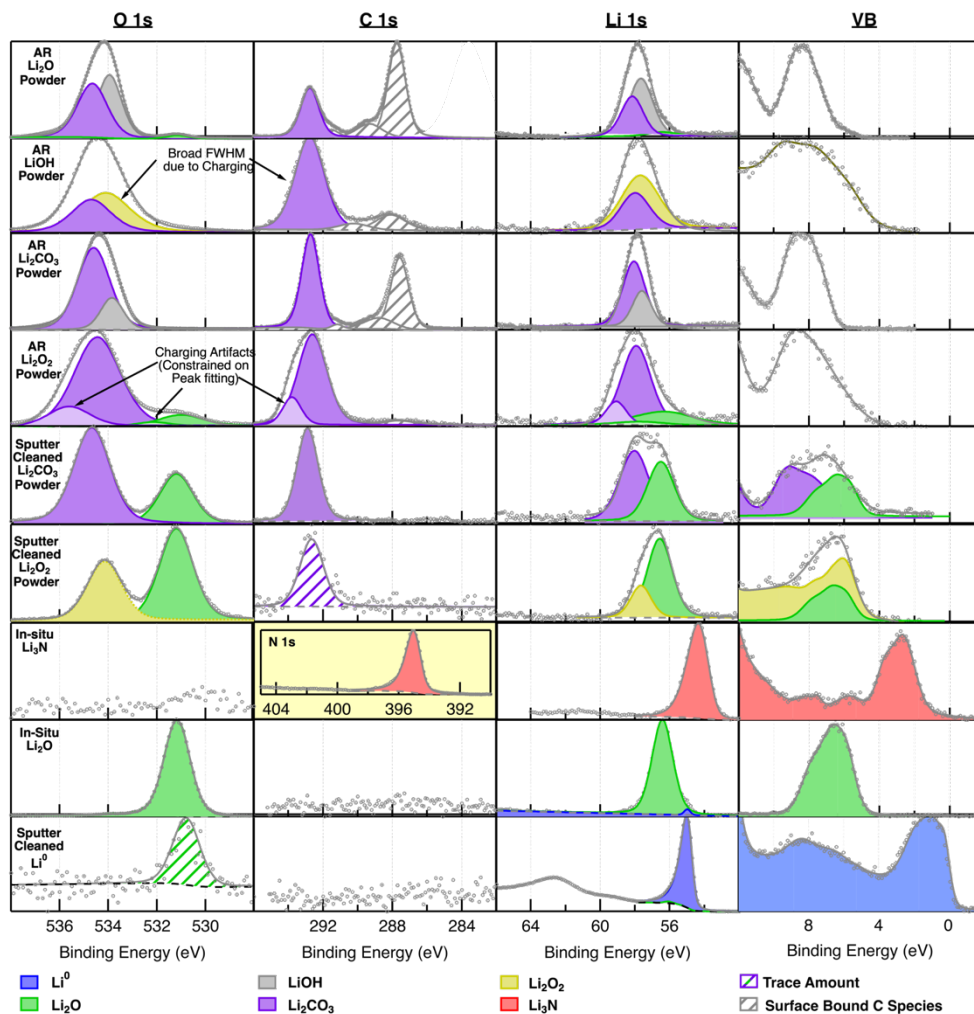 O 1s C 1s Li 1s VB
AR
Li₂O
Powder
AR
LiOH
Powder
Broad FWHM
due to Charging
AR
Li₂CO₃
Powder
AR
Li₂O₂
Powder
Charging Artifacts
(Constrained on
Peak fitting)
Sputter
Cleaned
Li₂CO₃
Powder
Sputter
Cleaned
Li₂O₂
Powder
In-situ
Li₃N
N 1s
404 400 395 392
In-Situ
Li₂O
Sputter
Cleaned
Li⁰
536 534 532 530 292 288 284 64 60 56 8 4 0
Binding Energy (eV) Binding Energy (eV) Binding Energy (eV) Binding Energy (eV)
Li⁰ LiOH Li₂O₂ Trace Amount
Li₂O Li₂CO₃ Li₃N Surface Bound C Species